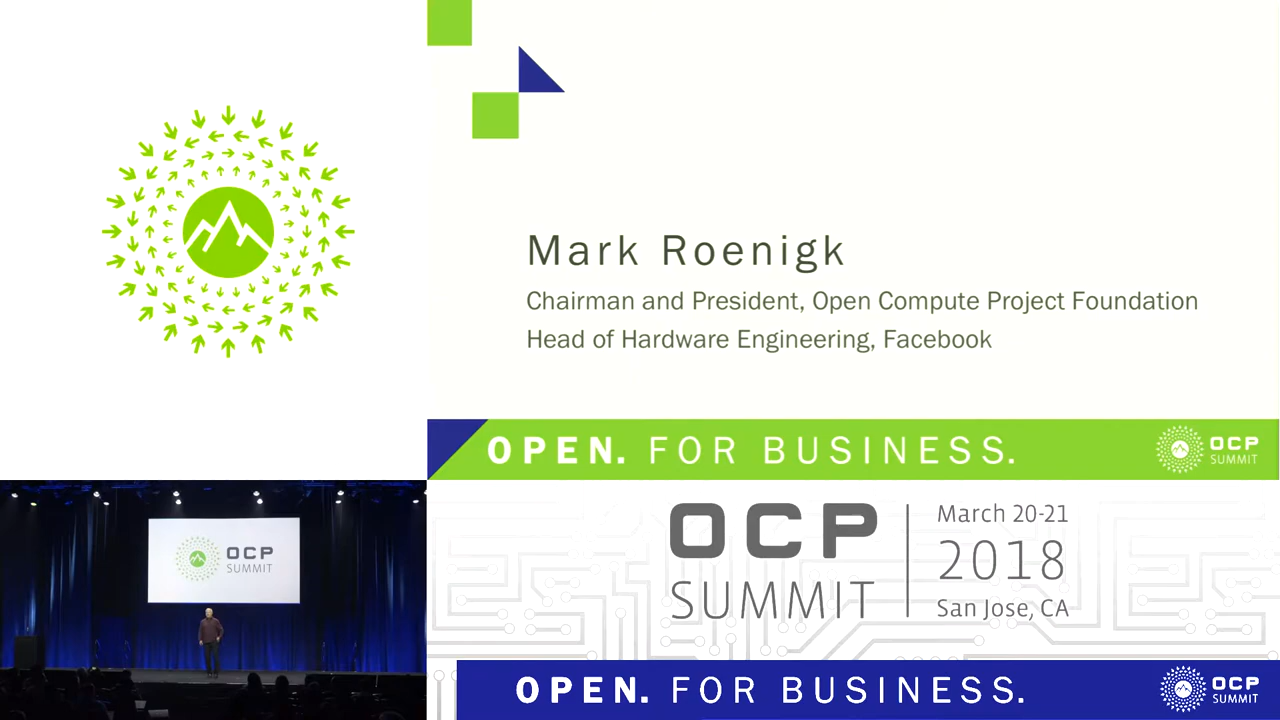 Mark Roenigk
Chairman and President, Open Compute Project Foundation
Head of Hardware Engineering, Facebook
OPEN. FOR BUSINESS.
OCP
SUMMIT
OCP
SUMMIT
OCP
SUMMIT
March 20-21
2018
San Jose, CA
OPEN. FOR BUSINESS.
OCP
SUMMIT